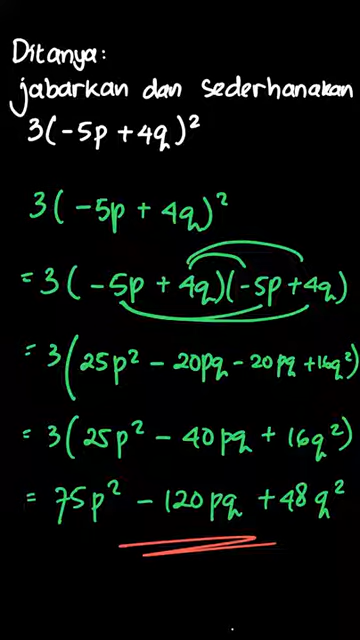 Ditanya:
jabarkan dan sederhanakan
3(-5p + 4q)²
3(-5p + 4q)²
= 3(-5p + 4q)(-5p + 4q)
= 3(25p² - 20pq - 20pq + 16q²)
= 3(25p² - 40pq + 16q²)
= 75p² - 120pq + 48q²